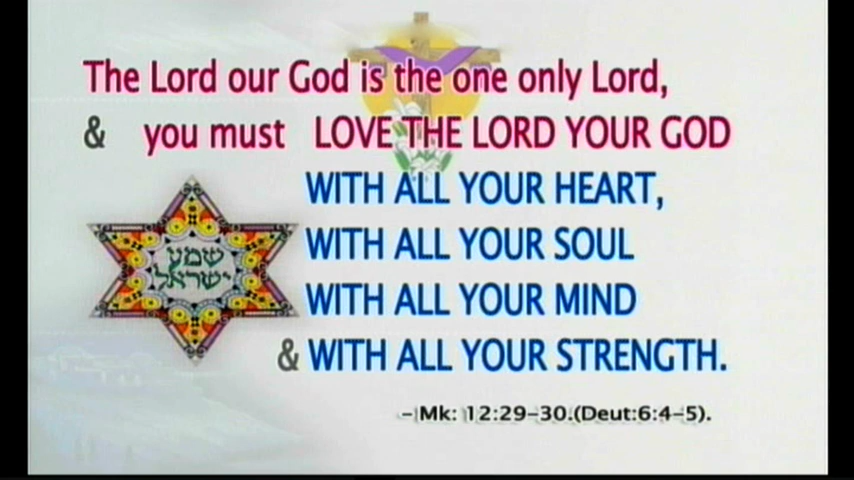 The Lord our God is the one only Lord,
& you must LOVE THE LORD YOUR GOD
WITH ALL YOUR HEART,
WITH ALL YOUR SOUL
שמע
ישראל
WITH ALL YOUR MIND
& WITH ALL YOUR STRENGTH.
–Mk: 12:29–30.(Deut:6:4–5).